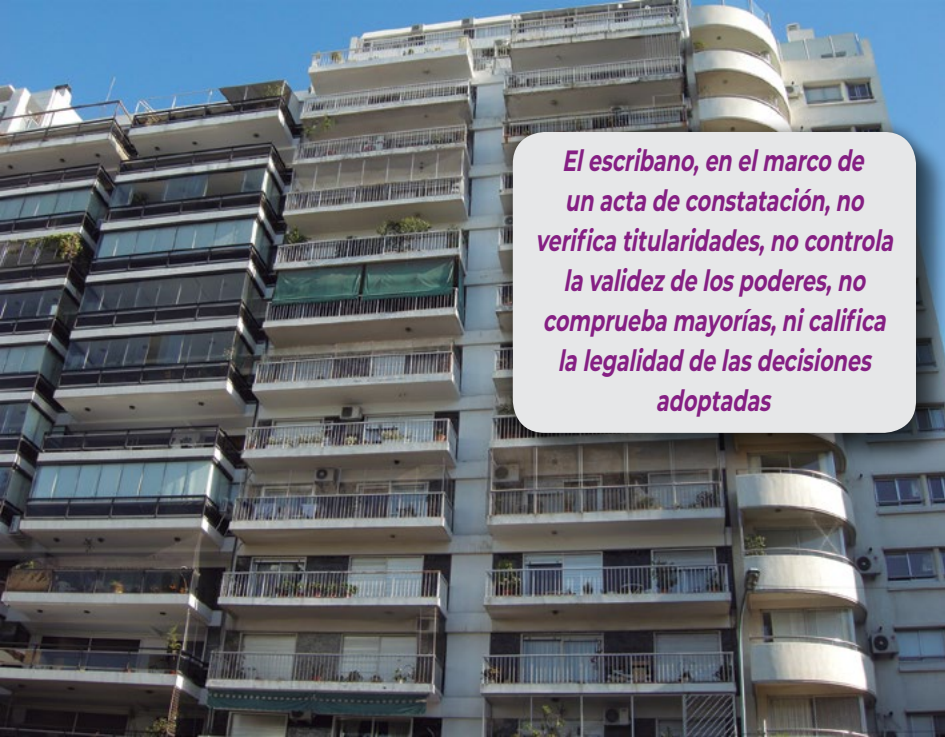 El escribano, en el marco de
un acta de constatación, no
verifica titularidades, no controla
la validez de los poderes, no
comprueba mayorías, ni califica
la legalidad de las decisiones
adoptadas